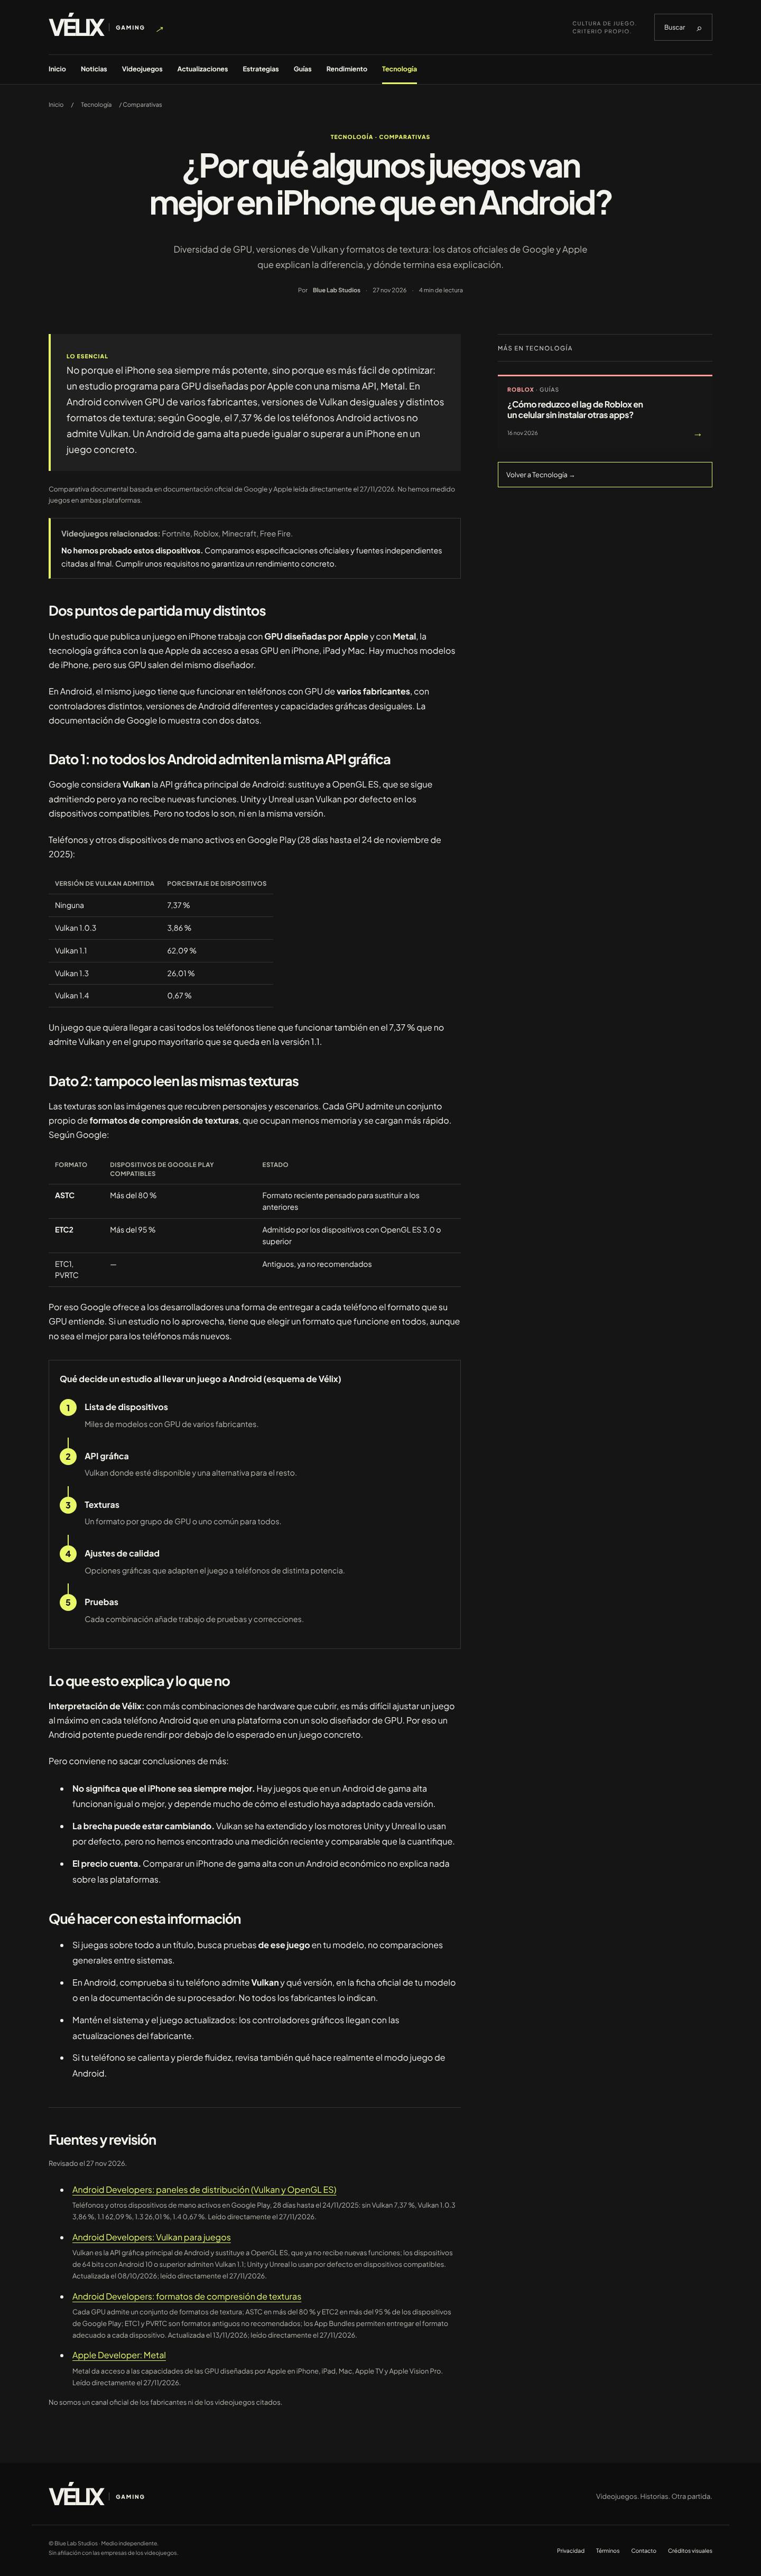 VÉLIX GAMING
CULTURA DE JUEGO.
CRITERIO PROPIO.
Buscar
Inicio Noticias Videojuegos Actualizaciones Estrategias Guías Rendimiento Tecnología
Inicio / Tecnología / Comparativas
TECNOLOGÍA · COMPARATIVAS
¿Por qué algunos juegos van
mejor en iPhone que en Android?
Diversidad de GPU, versiones de Vulkan y formatos de textura: los datos oficiales de Google y Apple
que explican la diferencia, y dónde termina esa explicación.
Por Blue Lab Studios · 27 nov 2026 · 4 min de lectura
LO ESENCIAL
No porque el iPhone sea siempre más potente, sino porque es más fácil de optimizar:
un estudio programa para GPU diseñadas por Apple con una misma API, Metal. En
Android conviven GPU de varios fabricantes, versiones de Vulkan desiguales y distintos
formatos de textura; según Google, el 7,37 % de los teléfonos Android activos no
admite Vulkan. Un Android de gama alta puede igualar o superar a un iPhone en un
juego concreto.
Comparativa documental basada en documentación oficial de Google y Apple leída directamente el 27/11/2026. No hemos medido
juegos en ambas plataformas.
Videojuegos relacionados: Fortnite, Roblox, Minecraft, Free Fire.
No hemos probado estos dispositivos. Comparamos especificaciones oficiales y fuentes independientes
citadas al final. Cumplir unos requisitos no garantiza un rendimiento concreto.
MÁS EN TECNOLOGÍA
ROBLOX · GUÍAS
¿Cómo reduzco el lag de Roblox en
un celular sin instalar otras apps?
16 nov 2026 →
Volver a Tecnología →
Dos puntos de partida muy distintos
Un estudio que publica un juego en iPhone trabaja con GPU diseñadas por Apple y con Metal, la
tecnología gráfica con la que Apple da acceso a esas GPU en iPhone, iPad y Mac. Hay muchos modelos
de iPhone, pero sus GPU salen del mismo diseñador.
En Android, el mismo juego tiene que funcionar en teléfonos con GPU de varios fabricantes, con
controladores distintos, versiones de Android diferentes y capacidades gráficas desiguales. La
documentación de Google lo muestra con dos datos.
Dato 1: no todos los Android admiten la misma API gráfica
Google considera Vulkan la API gráfica principal de Android: sustituye a OpenGL ES, que se sigue
admitiendo pero ya no recibe nuevas funciones. Unity y Unreal usan Vulkan por defecto en los
dispositivos compatibles. Pero no todos lo son, ni en la misma versión.
Teléfonos y otros dispositivos de mano activos en Google Play (28 días hasta el 24 de noviembre de
2025):
VERSIÓN DE VULKAN ADMITIDA PORCENTAJE DE DISPOSITIVOS
Ninguna 7,37 %
Vulkan 1.0.3 3,86 %
Vulkan 1.1 62,09 %
Vulkan 1.3 26,01 %
Vulkan 1.4 0,67 %
Un juego que quiera llegar a casi todos los teléfonos tiene que funcionar también en el 7,37 % que no
admite Vulkan y en el grupo mayoritario que se queda en la versión 1.1.
Dato 2: tampoco leen las mismas texturas
Las texturas son las imágenes que recubren personajes y escenarios. Cada GPU admite un conjunto
propio de formatos de compresión de texturas, que ocupan menos memoria y se cargan más rápido.
Según Google:
FORMATO DISPOSITIVOS DE GOOGLE PLAY COMPATIBLES ESTADO
ASTC Más del 80 % Formato reciente pensado para sustituir a los
anteriores
ETC2 Más del 95 % Admitido por los dispositivos con OpenGL ES 3.0 o
superior
ETC1, PVRTC — Antiguos, ya no recomendados
Por eso Google ofrece a los desarrolladores una forma de entregar a cada teléfono el formato que su
GPU entiende. Si un estudio no lo aprovecha, tiene que elegir un formato que funcione en todos, aunque
no sea el mejor para los teléfonos más nuevos.
Qué decide un estudio al llevar un juego a Android (esquema de Vélix)
1 Lista de dispositivos
Miles de modelos con GPU de varios fabricantes.
2 API gráfica
Vulkan donde esté disponible y una alternativa para el resto.
3 Texturas
Un formato por grupo de GPU o uno común para todos.
4 Ajustes de calidad
Opciones gráficas que adapten el juego a teléfonos de distinta potencia.
5 Pruebas
Cada combinación añade trabajo de pruebas y correcciones.
Lo que esto explica y lo que no
Interpretación de Vélix: con más combinaciones de hardware que cubrir, es más difícil ajustar un juego
al máximo en cada teléfono Android que en una plataforma con un solo diseñador de GPU. Por eso un
Android potente puede rendir por debajo de lo esperado en un juego concreto.
Pero conviene no sacar conclusiones de más:
• No significa que el iPhone sea siempre mejor. Hay juegos que en un Android de gama alta
funcionan igual o mejor, y depende mucho de cómo el estudio haya adaptado cada versión.
• La brecha puede estar cambiando. Vulkan se ha extendido y los motores Unity y Unreal lo usan
por defecto, pero no hemos encontrado una medición reciente y comparable que la cuantifique.
• El precio cuenta. Comparar un iPhone de gama alta con un Android económico no explica nada
sobre las plataformas.
Qué hacer con esta información
• Si juegas sobre todo a un título, busca pruebas de ese juego en tu modelo, no comparaciones
generales entre sistemas.
• En Android, comprueba si tu teléfono admite Vulkan y qué versión, en la ficha oficial de tu modelo
o en la documentación de su procesador. No todos los fabricantes lo indican.
• Mantén el sistema y el juego actualizados: los controladores gráficos llegan con las
actualizaciones del fabricante.
• Si tu teléfono se calienta y pierde fluidez, revisa también qué hace realmente el modo juego de
Android.
Fuentes y revisión
Revisado el 27 nov 2026.
• Android Developers: paneles de distribución (Vulkan y OpenGL ES)
Teléfonos y otros dispositivos de mano activos en Google Play, 28 días hasta el 24/11/2025: sin Vulkan 7,37 %, Vulkan 1.0.3
3,86 %, 1.1 62,09 %, 1.3 26,01 %, 1.4 0,67 %. Leído directamente el 27/11/2026.
• Android Developers: Vulkan para juegos
Vulkan es la API gráfica principal de Android y sustituye a OpenGL ES, que ya no recibe nuevas funciones; los dispositivos
de 64 bits con Android 10 o superior admiten Vulkan 1.1; Unity y Unreal lo usan por defecto en dispositivos compatibles.
Actualizada el 08/10/2026; leído directamente el 27/11/2026.
• Android Developers: formatos de compresión de texturas
Cada GPU admite un conjunto de formatos de textura; ASTC en más del 80 % y ETC2 en más del 95 % de los dispositivos
de Google Play; ETC1 y PVRTC son formatos antiguos no recomendados; los App Bundles permiten entregar el formato
adecuado a cada dispositivo. Actualizada el 13/11/2026; leído directamente el 27/11/2026.
• Apple Developer: Metal
Metal da acceso a las capacidades de las GPU diseñadas por Apple en iPhone, iPad, Mac, Apple TV y Apple Vision Pro.
Leído directamente el 27/11/2026.
No somos un canal oficial de los fabricantes ni de los videojuegos citados.
VÉLIX GAMING
Videojuegos. Historias. Otra partida.
© Blue Lab Studios · Medio independiente.
Sin afiliación con las empresas de los videojuegos.
Privacidad Términos Contacto Créditos visuales